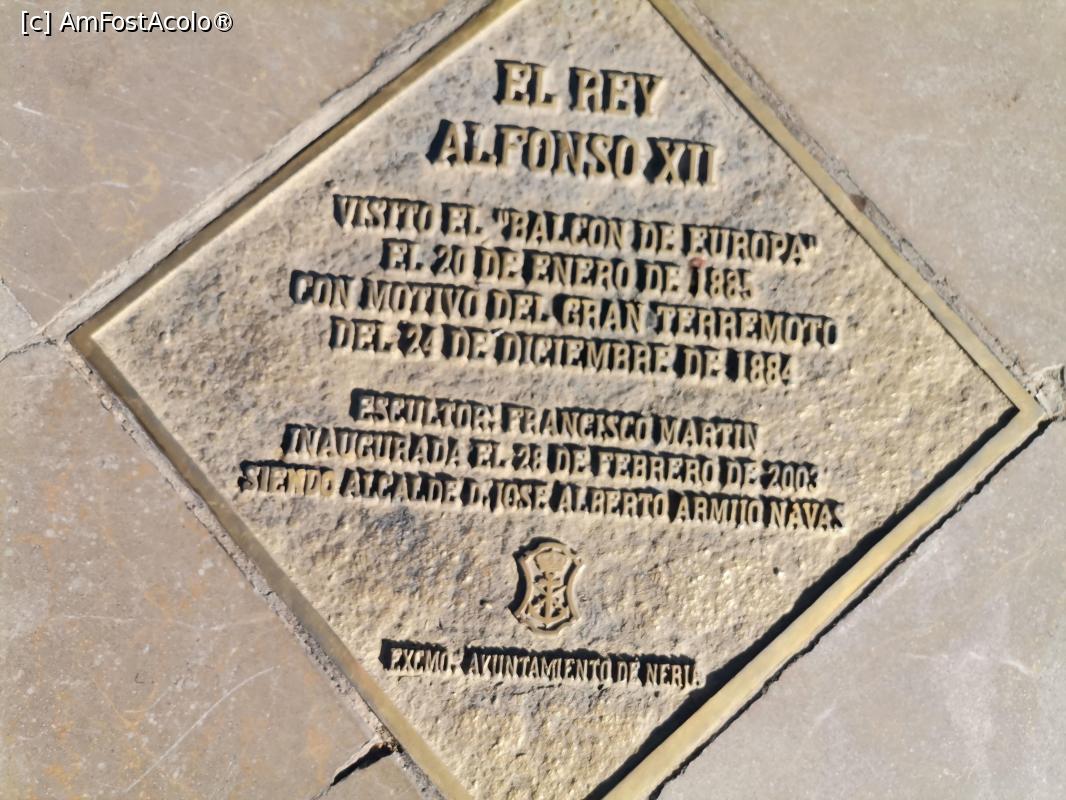 [c] AmFostAcolo®
EL REY
ALFONSO XII
VISITO EL "BALCON DE EUROPA"
EL 20 DE ENERO DE 1885
CON MOTIVO DEL GRAN TERREMOTO
DEL 24 DE DICIEMBRE DE 1884
ESCULTOR: FRANCISCO MARTIN
INAUGURADA EL 28 DE FEBRERO DE 2003
SIENDO ALCALDE D. JOSE ALBERTO ARMIJO NAVAS
EXCMO. AYUNTAMIENTO DE NERJA